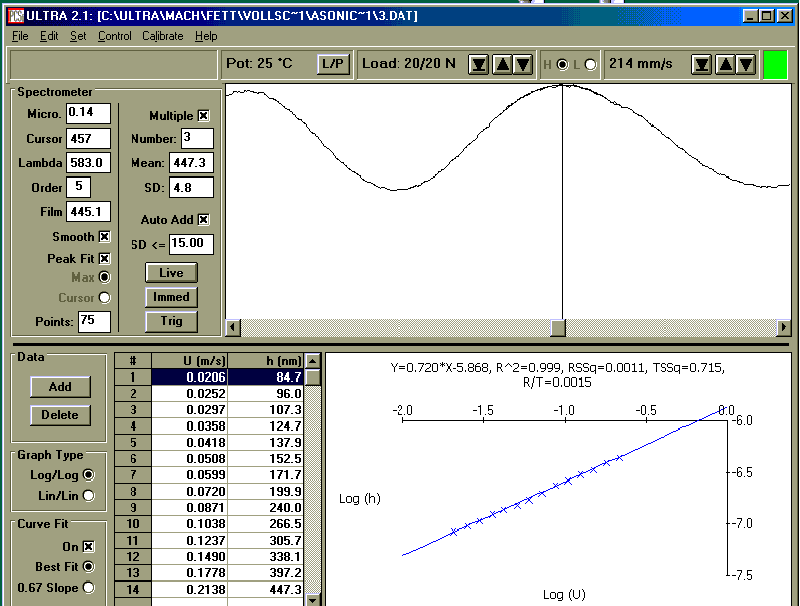 ULTRA 2.1: [C:\ULTRA\MACH\FETT\VOLLSC~1\ASONIC~1\3.DAT]
File Edit Set Control Calibrate Help
Pot: 25 °C L/P Load: 20/20 N H L 214 mm/s
Spectrometer
Micro. 0.14
Cursor 457
Lambda 583.0
Order 5
Film 445.1
Smooth
Peak Fit
Max
Cursor
Points: 75
Multiple
Number: 3
Mean: 447.3
SD: 4.8
Auto Add
SD <= 15.00
Live
Immed
Trig
Data
Add
Delete
Graph Type
Log/Log
Lin/Lin
Curve Fit
On
Best Fit
0.67 Slope
# U (m/s) h (nm)
1 0.0206 84.7
2 0.0252 96.0
3 0.0297 107.3
4 0.0358 124.7
5 0.0418 137.9
6 0.0508 152.5
7 0.0599 171.7
8 0.0720 199.9
9 0.0871 240.0
10 0.1038 266.5
11 0.1237 305.7
12 0.1490 338.1
13 0.1778 397.2
14 0.2138 447.3
Y=0.720*X-5.868, R^2=0.999, RSSq=0.0011, TSSq=0.715,
R/T=0.0015
-2.0 -1.5 -1.0 -0.5 0.0
-6.0
-6.5
Log (h)
-7.0
-7.5
Log (U)